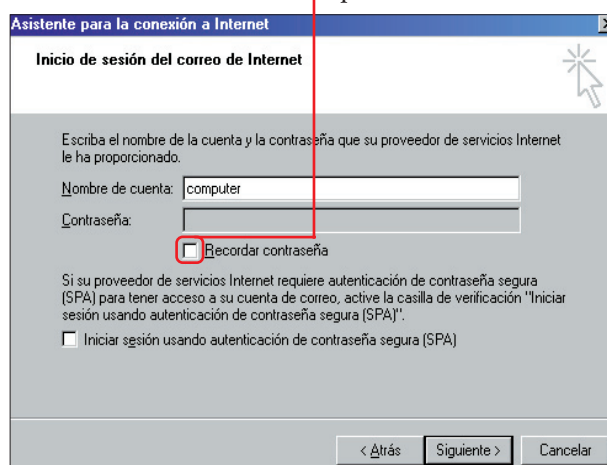 Asistente para la conexión a Internet
Inicio de sesión del correo de Internet
Escriba el nombre de la cuenta y la contraseña que su proveedor de servicios Internet
le ha proporcionado.
Nombre de cuenta: computer
Contraseña:
Recordar contraseña
Si su proveedor de servicios Internet requiere autenticación de contraseña segura
(SPA) para tener acceso a su cuenta de correo, active la casilla de verificación "Iniciar
sesión usando autenticación de contraseña segura (SPA)".
Iniciar sesión usando autenticación de contraseña segura (SPA)
< Atrás Siguiente > Cancelar